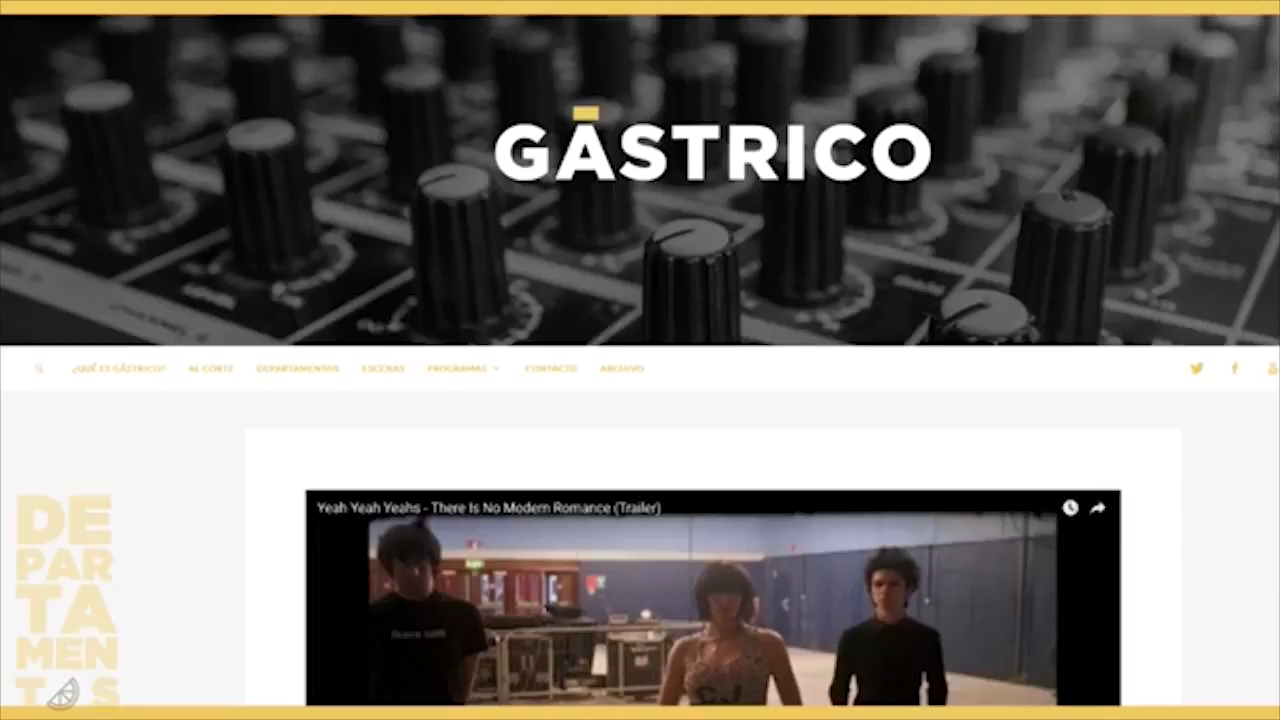 GÁSTRICO
¿QUÉ ES GÁSTRICO? AL CORTE DEPARTAMENTOS ESCENAS PROGRAMAS CONTACTO ARCHIVO
Yeah Yeah Yeahs - There Is No Modern Romance (Trailer)
DE
PAR
TA
MEN
T S